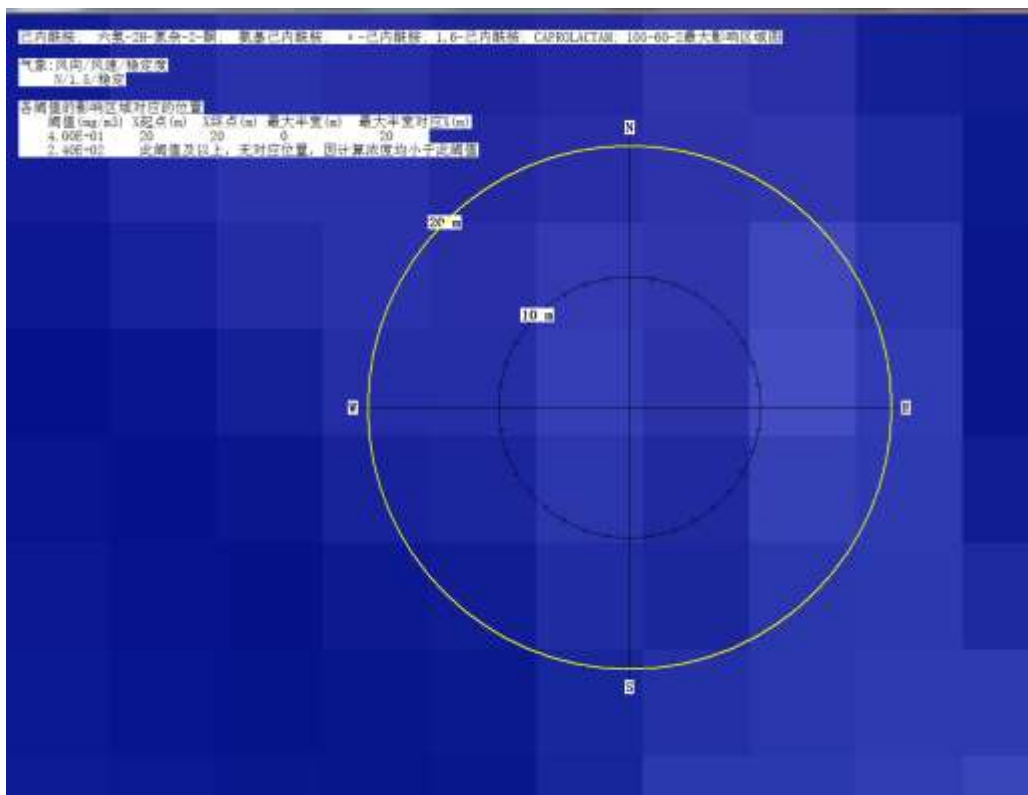 己内酰胺, 六氢-2H-氮杂-2-酮, 氨基己内酰胺, ε-己内酰胺, 1,6-己内酰胺, CAPROLACTAM, 105-60-2最大影响区域图
气象:风向/风速/稳定度
N/1.5/稳定
各阈值的影响区域对应的位置
阈值(mg/m3) X起点(m) X终点(m) 最大半宽(m) 最大半宽对应X(m)
4.00E-01 20 20 0 20
2.40E+02 此阈值及以上，无对应位置，因计算浓度均小于此阈值
N
20 m
10 m
W
E
S